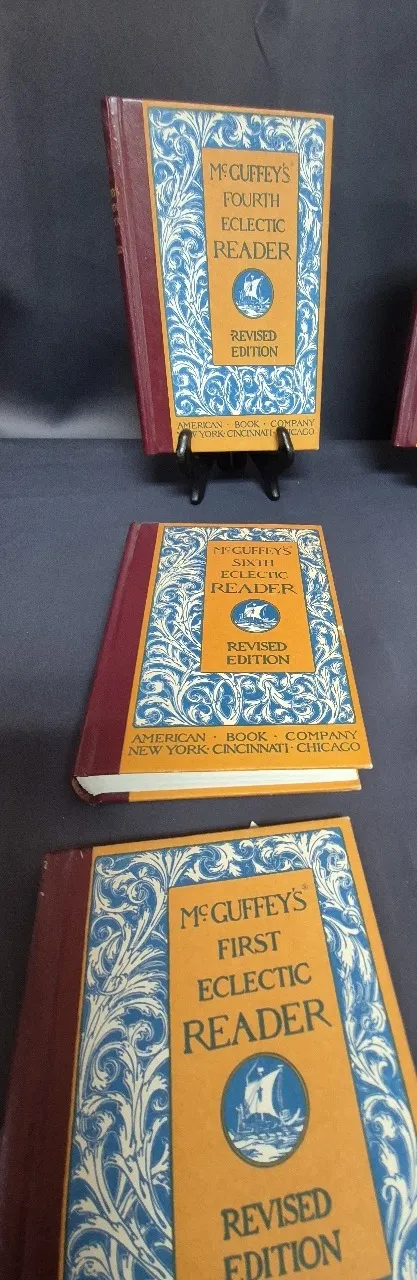 McGUFFEY'S®
FOURTH
ECLECTIC
READER
REVISED
EDITION
AMERICAN · BOOK · COMPANY
YORK · CINCINNATI ·
McGUFFEY'S
SIXTH
ECLECTIC
READER
REVISED
EDITION
AMERICAN · BOOK · COMPANY
NEW YORK · CINCINNATI · CHICAGO
McGUFFEY'S®
FIRST
ECLECTIC
READER
REVISED
EDITION